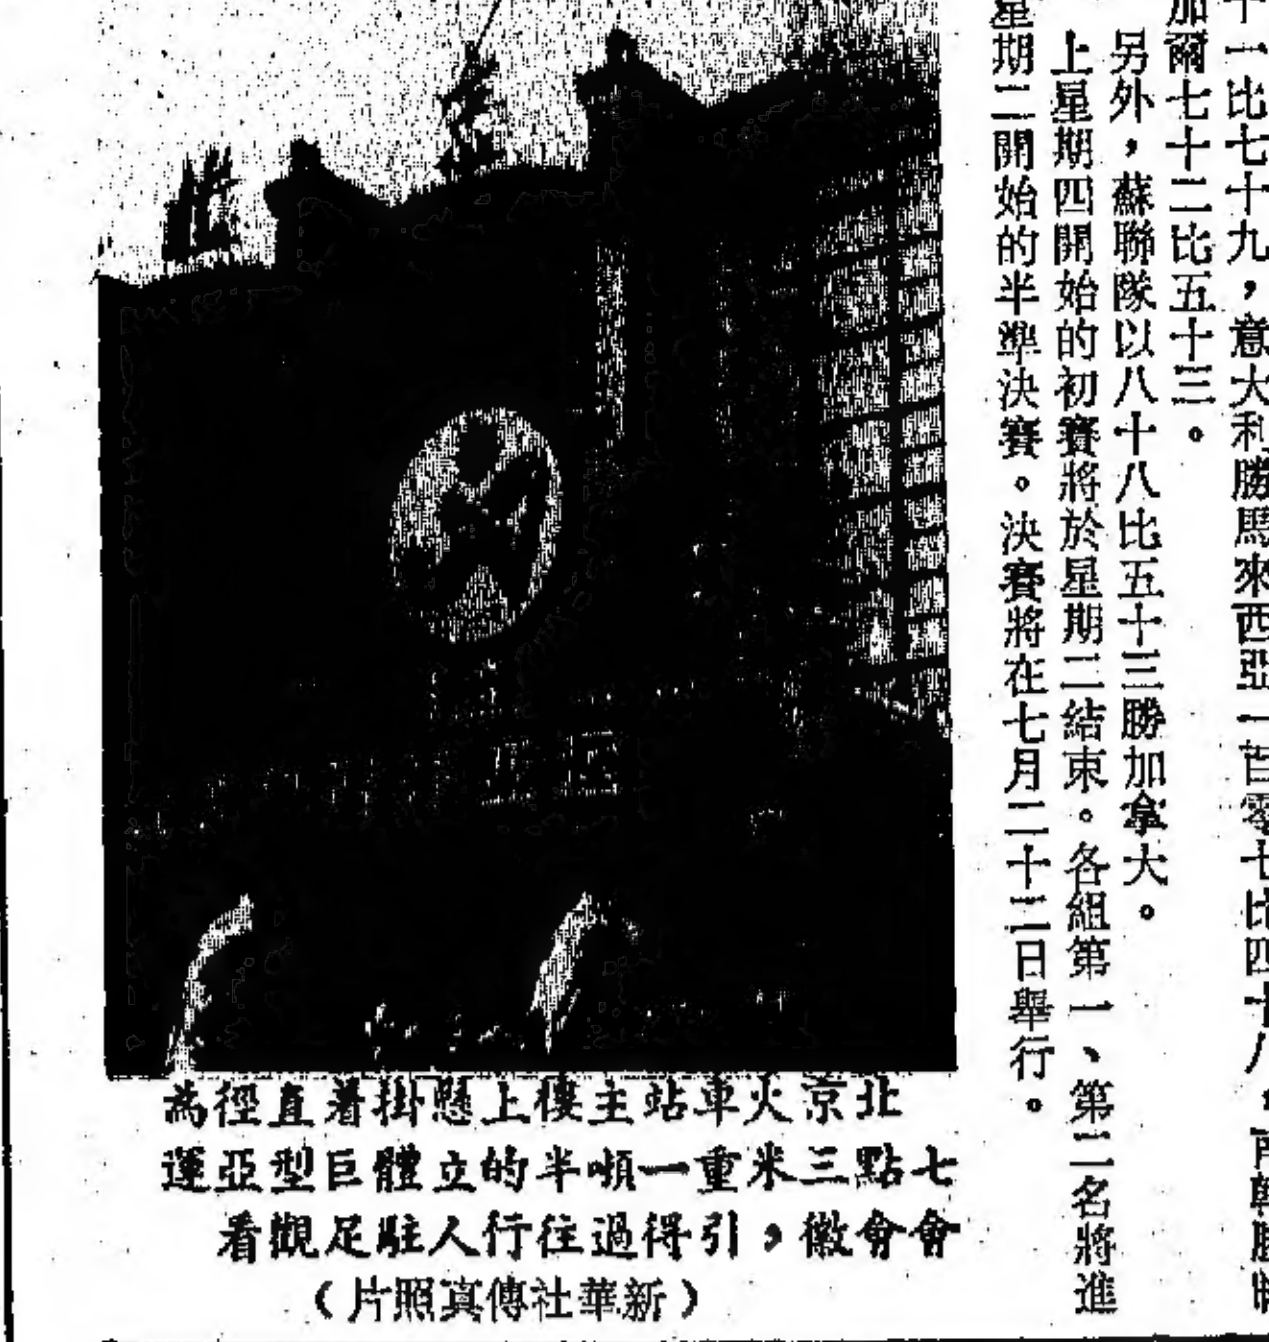 十一比七十九，意大利勝馬來西亞一百零七比四十八，南韓勝
加爾七十二比五十三。
另外，蘇聯隊以八十八比五十三勝加拿大。
上星期四開始的初賽將於星期二結束。各組第一、第二名將進
星期二開始的半準決賽。決賽將在七月二十三日舉行。
北京火車站主樓上懸掛着直徑為
七點三米重一噸半的立體巨型亞運
會會徽，引得過往行人駐足觀看
（新華社傳真照片）